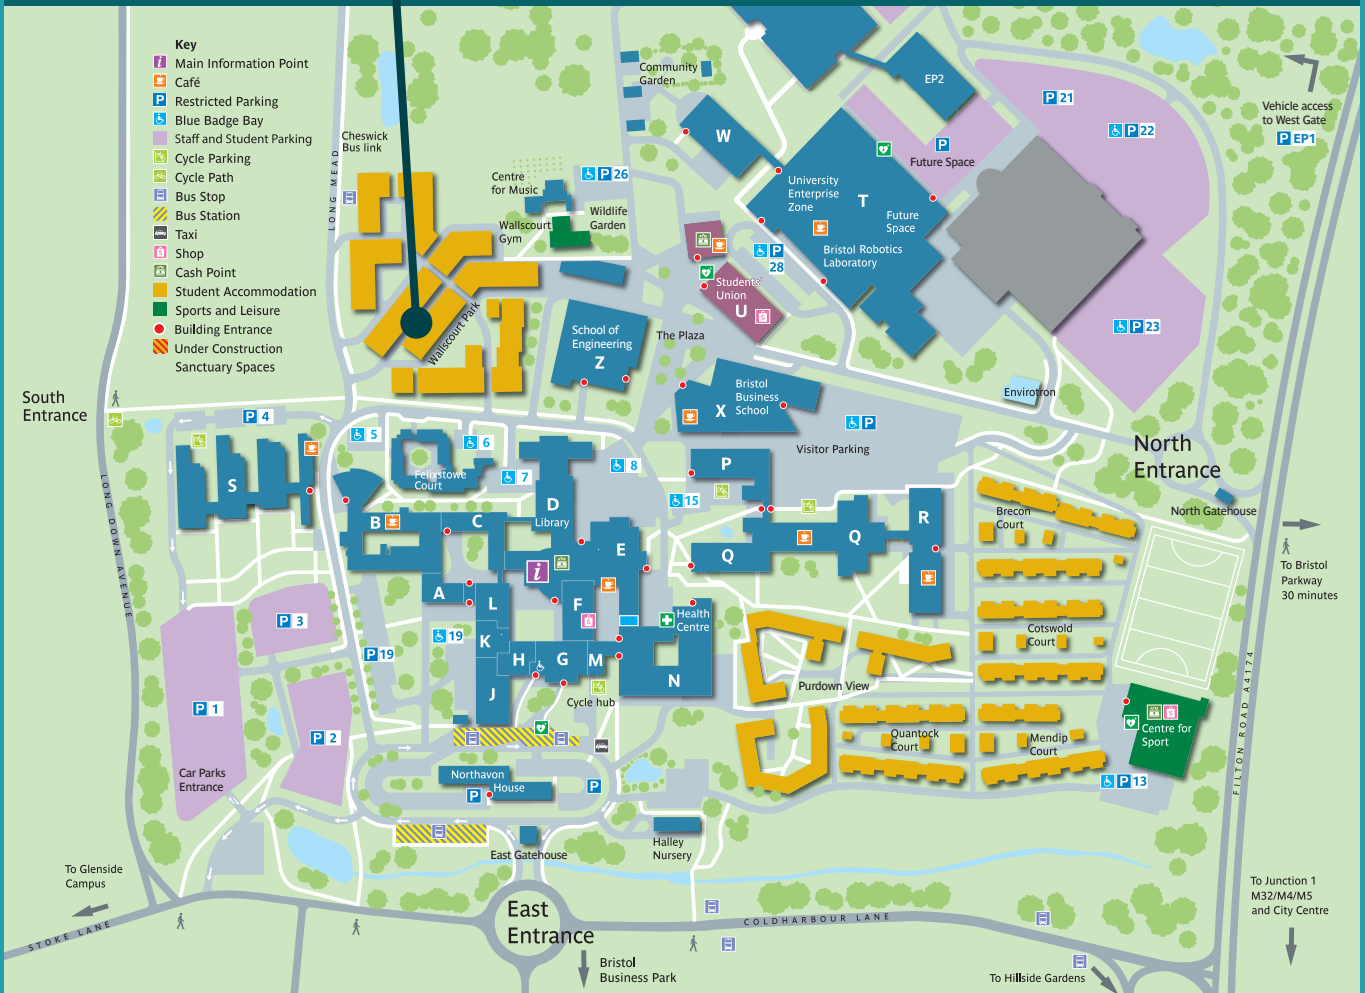 Key
Main Information Point
Café
Restricted Parking
Blue Badge Bay
Staff and Student Parking
Cycle Parking
Cycle Path
Bus Stop
Bus Station
Taxi
Shop
Cash Point
Student Accommodation
Sports and Leisure
Building Entrance
Under Construction
Sanctuary Spaces
Cheswick
Bus link
LONG MEAD
Community
Garden
EP2
P 21
P 22
Vehicle access
to West Gate
P EP1
W
P
Future Space
Centre
for Music
P 26
University
Enterprise
Zone
T
Future
Space
Wallscourt
Gym
Wildlife
Garden
Bristol Robotics
Laboratory
P
28
Students'
Union
U
P 23
Wallscourt Park
School of
Engineering
Z
The Plaza
Bristol
Business
School
X
Envirotron
South
Entrance
P 4
5
6
7
8
P
Visitor Parking
North
Entrance
North Gatehouse
S
Felixstowe
Court
P
15
D
Library
B
C
E
Q
Q
R
Brecon
Court
To Bristol
Parkway
30 minutes
LONG DOWN AVENUE
i
A
L
F
Health
Centre
P 3
19
P 19
K
H
G
M
N
J
Cycle hub
Cotswold
Court
Purdown View
P 1
P 2
Quantock
Court
Mendip
Court
Centre for
Sport
P 13
FILTON ROAD A4174
Car Parks
Entrance
Northavon
House
P
P
East Gatehouse
Halley
Nursery
To Glenside
Campus
STOKE LANE
East
Entrance
COLDHARBOUR LANE
To Junction 1
M32/M4/M5
and City Centre
Bristol
Business Park
To Hillside Gardens